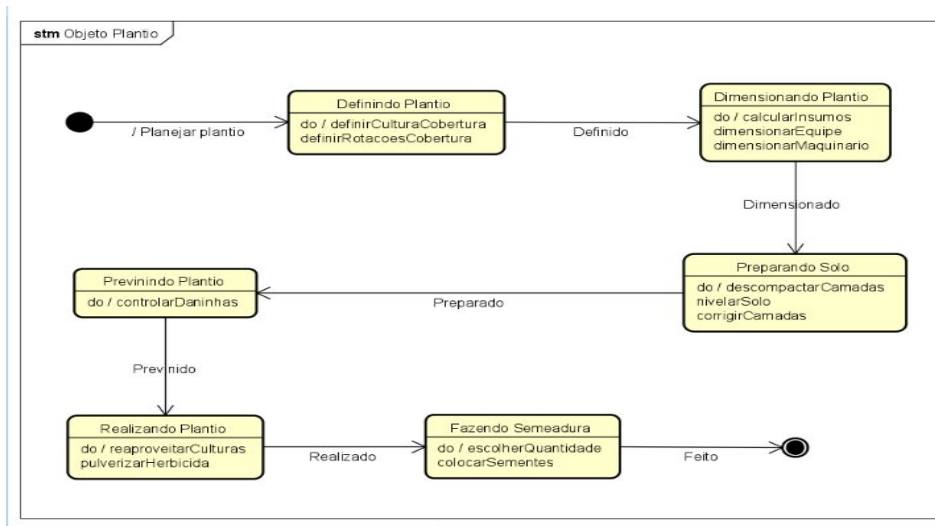 stm Objeto Plantio
/ Planejar plantio
Definindo Plantio
do / definirCulturaCobertura
definirRotacoesCobertura
Definido
Dimensionando Plantio
do / calcularInsumos
dimensionarEquipe
dimensionarMaquinario
Dimensionado
Preparando Solo
do / descompactarCamadas
nivelarSolo
corrigirCamadas
Preparado
Previnindo Plantio
do / controlarDaninhas
Previnido
Realizando Plantio
do / reaproveitarCulturas
pulverizarHerbicida
Realizado
Fazendo Semeadura
do / escolherQuantidade
colocarSementes
Feito